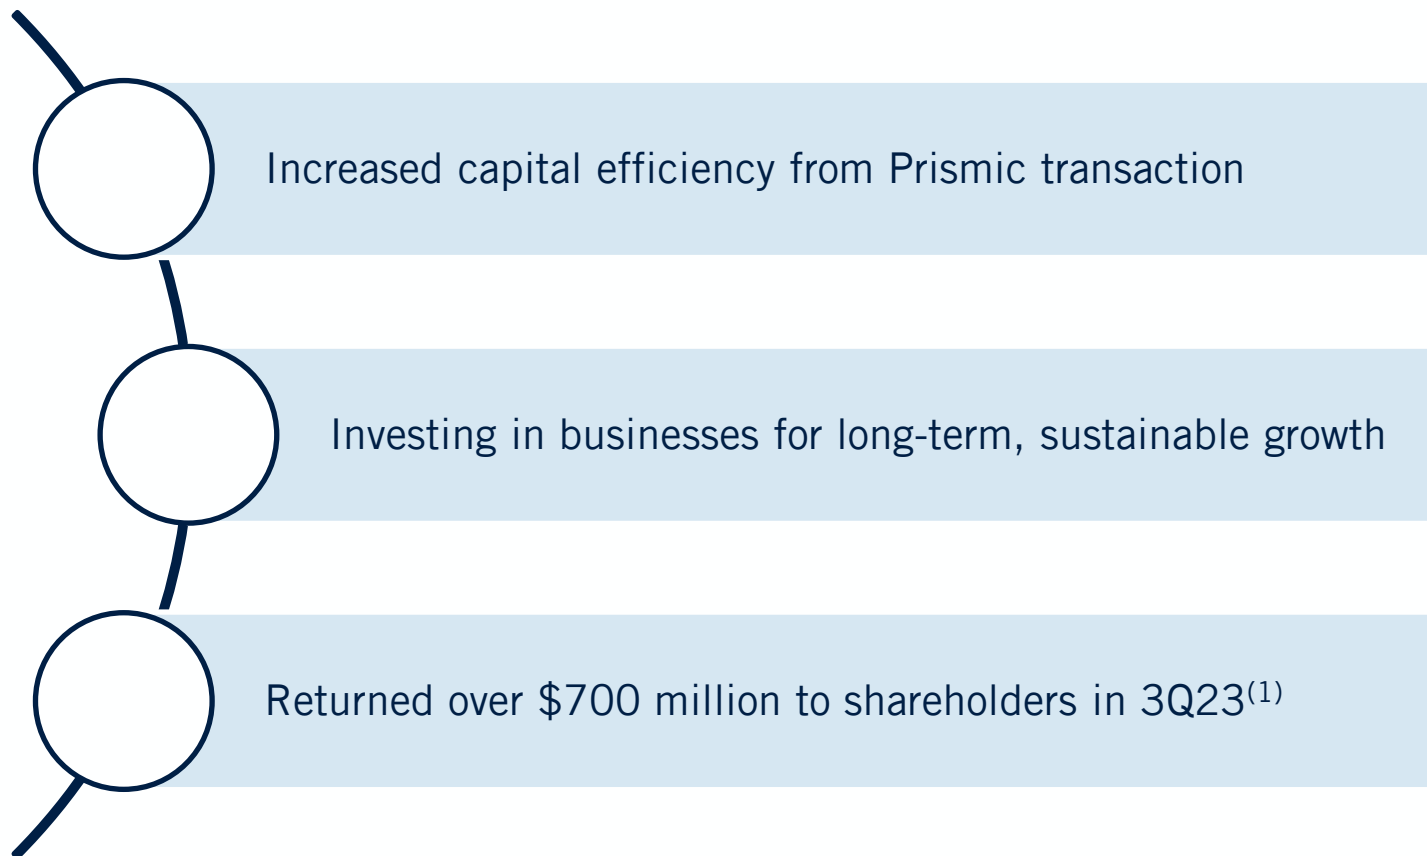 Increased capital efficiency from Prismic transaction
Investing in businesses for long-term, sustainable growth
Returned over $700 million to shareholders in 3Q23(1)